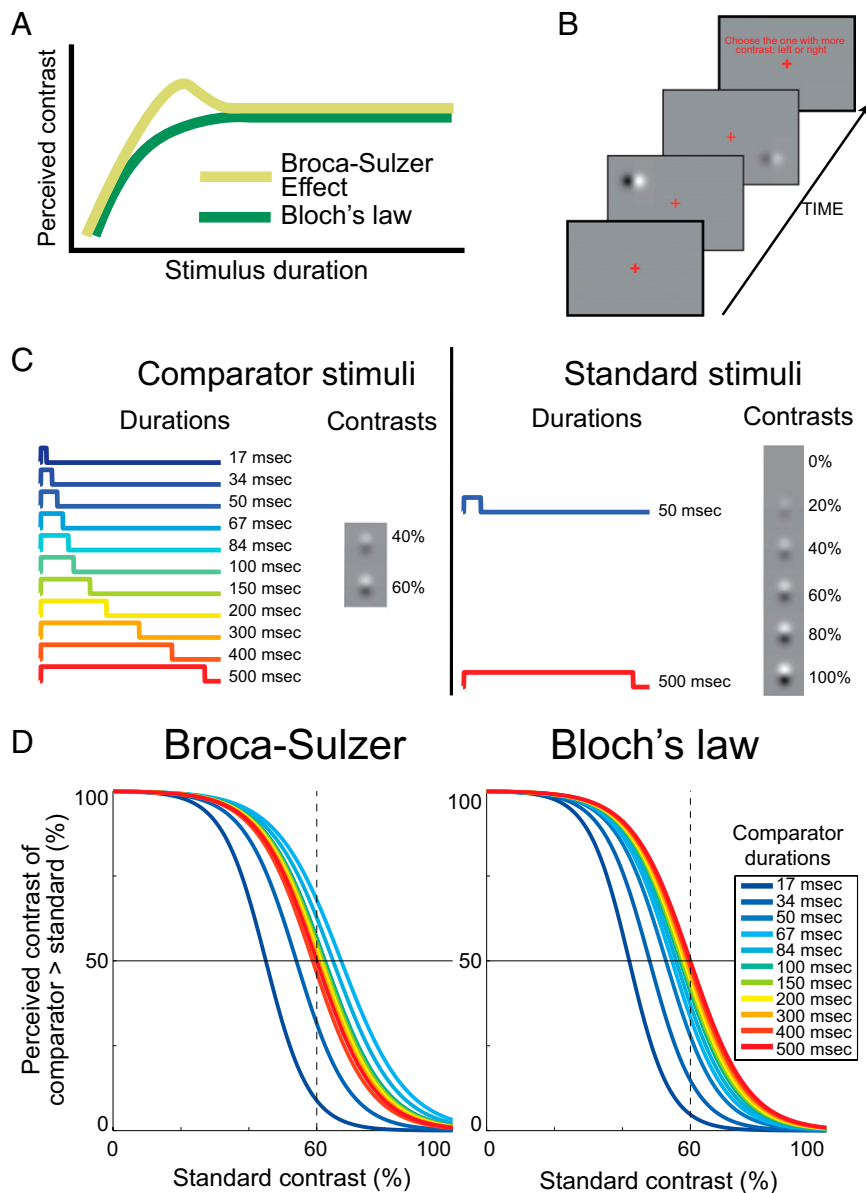 A
Perceived contrast
Broca-Sulzer
Effect
Bloch's law
Stimulus duration
B
Choose the one with more
contrast: left or right
TIME
C
Comparator stimuli
Durations
Contrasts
17 msec
34 msec
50 msec
67 msec
84 msec
100 msec
150 msec
200 msec
300 msec
400 msec
500 msec
40%
60%
Standard stimuli
Durations
Contrasts
50 msec
500 msec
0%
20%
40%
60%
80%
100%
D
Broca-Sulzer
Perceived contrast of
comparator > standard (%)
100
50
0
0
60
100
Standard contrast (%)
Bloch's law
100
50
0
0
60
100
Standard contrast (%)
Comparator
durations
17 msec
34 msec
50 msec
67 msec
84 msec
100 msec
150 msec
200 msec
300 msec
400 msec
500 msec